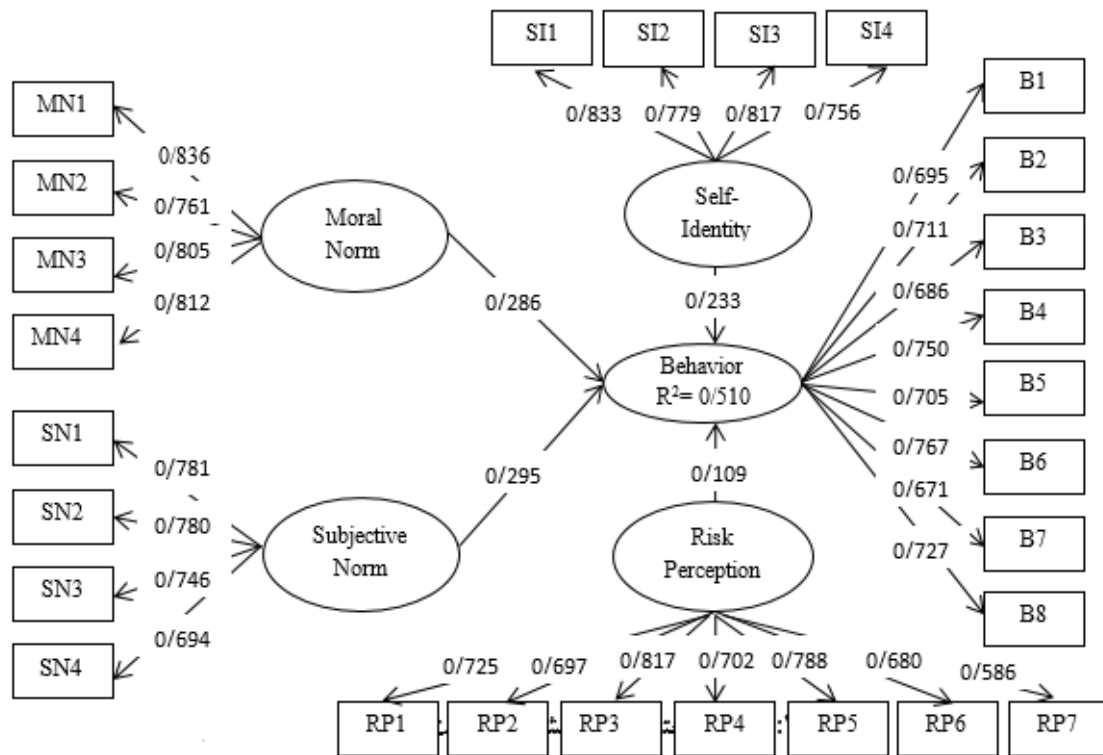 SI1
SI2
SI3
SI4
0/833
0/779
0/817
0/756
MN1
MN2
MN3
MN4
0/836
0/761
0/805
0/812
Moral
Norm
Self-
Identity
0/286
0/233
Behavior
R²= 0/510
SN1
SN2
SN3
SN4
0/781
0/780
0/746
0/694
Subjective
Norm
0/295
0/109
Risk
Perception
B1
B2
B3
B4
B5
B6
B7
B8
0/695
0/711
0/686
0/750
0/705
0/767
0/671
0/727
0/725
0/697
0/817
0/702
0/788
0/680
0/586
RP1
RP2
RP3
RP4
RP5
RP6
RP7